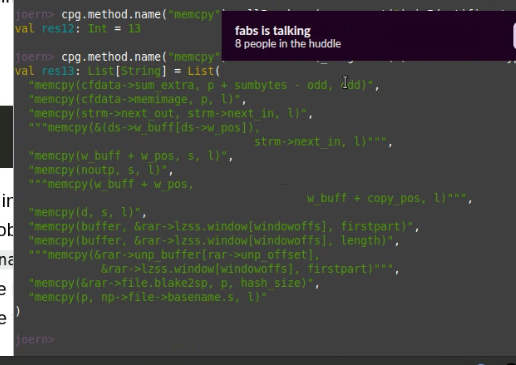 joern> cpg.method.name("memcpy")
val res12: Int = 13
fabs is talking
8 people in the huddle
joern> cpg.method.name("memcpy"
val res13: List[String] = List(
"memcpy(cfdata->sum_extra, p + sumbytes - odd, odd)",
"memcpy(cfdata->memimage, p, l)",
"memcpy(strm->next_out, strm->next_in, l)",
"""memcpy(&(ds->w_buff[ds->w_pos]),
strm->next_in, l)""",
"memcpy(w_buff + w_pos, s, l)",
"memcpy(noutp, s, l)",
"""memcpy(w_buff + w_pos,
w_buff + copy_pos, l)""",
"memcpy(d, s, l)",
"memcpy(buffer, &rar->lzss.window[windowoffs], firstpart)",
"memcpy(buffer, &rar->lzss.window[windowoffs], length)",
"""memcpy(&rar->unp_buffer[rar->unp_offset],
&rar->lzss.window[windowoffs], firstpart)""",
"memcpy(&rar->file.blake2sp, p, hash_size)",
"memcpy(p, np->file->basename.s, l)"
)
joern>